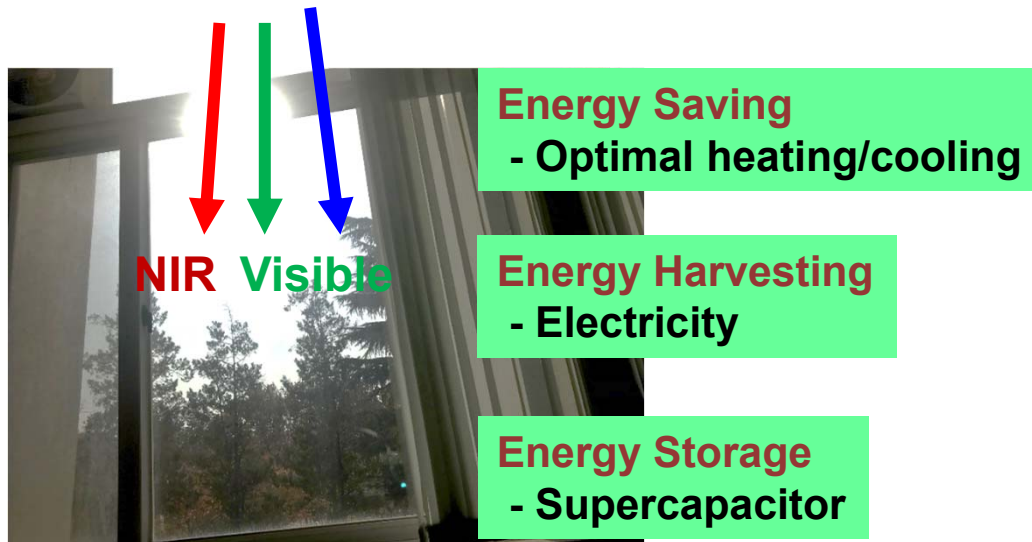 NIR Visible
Energy Saving
- Optimal heating/cooling
Energy Harvesting
- Electricity
Energy Storage
- Supercapacitor